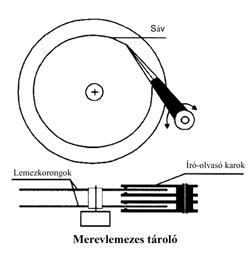 Sáv
Író-olvasó karok
Lemezkorongok
Merevlemezes tároló